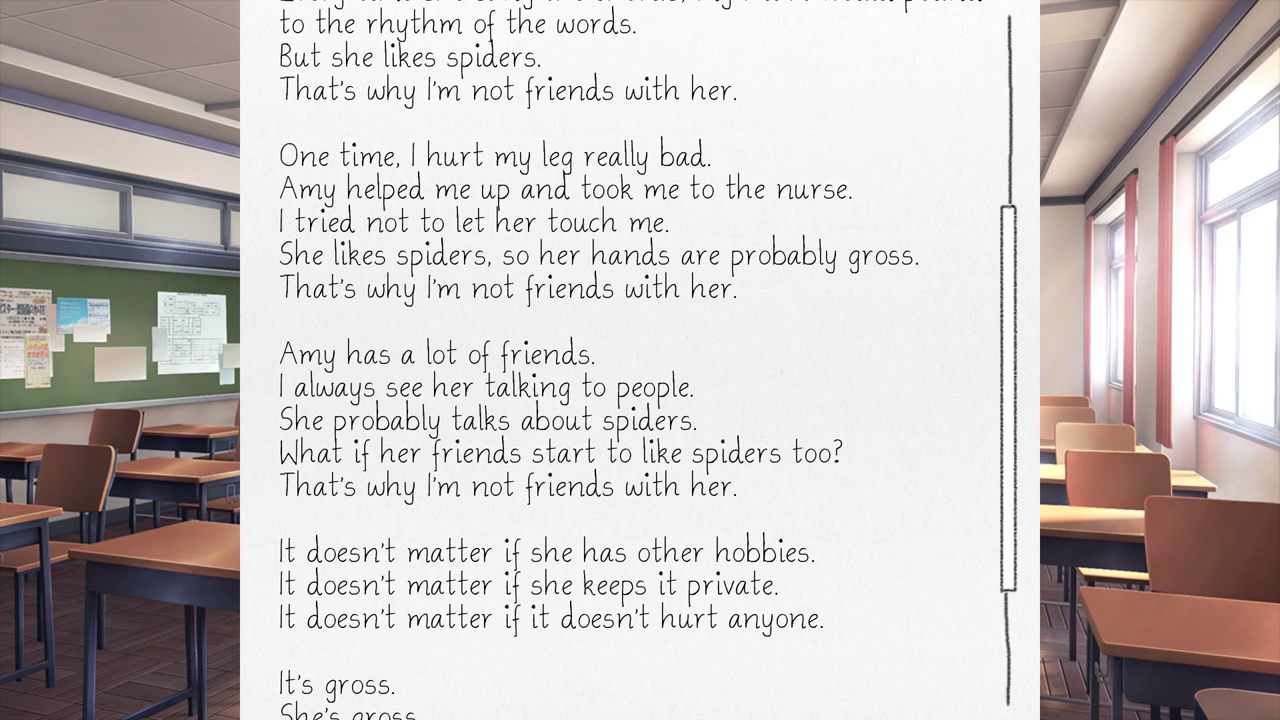 to the rhythm of the words.
But she likes spiders.
That's why I'm not friends with her.
One time, I hurt my leg really bad.
Amy helped me up and took me to the nurse.
I tried not to let her touch me.
She likes spiders, so her hands are probably gross.
That's why I'm not friends with her.
Amy has a lot of friends.
I always see her talking to people.
She probably talks about spiders.
What if her friends start to like spiders too?
That's why I'm not friends with her.
It doesn't matter if she has other hobbies.
It doesn't matter if she keeps it private.
It doesn't matter if it doesn't hurt anyone.
It's gross.
She's gross